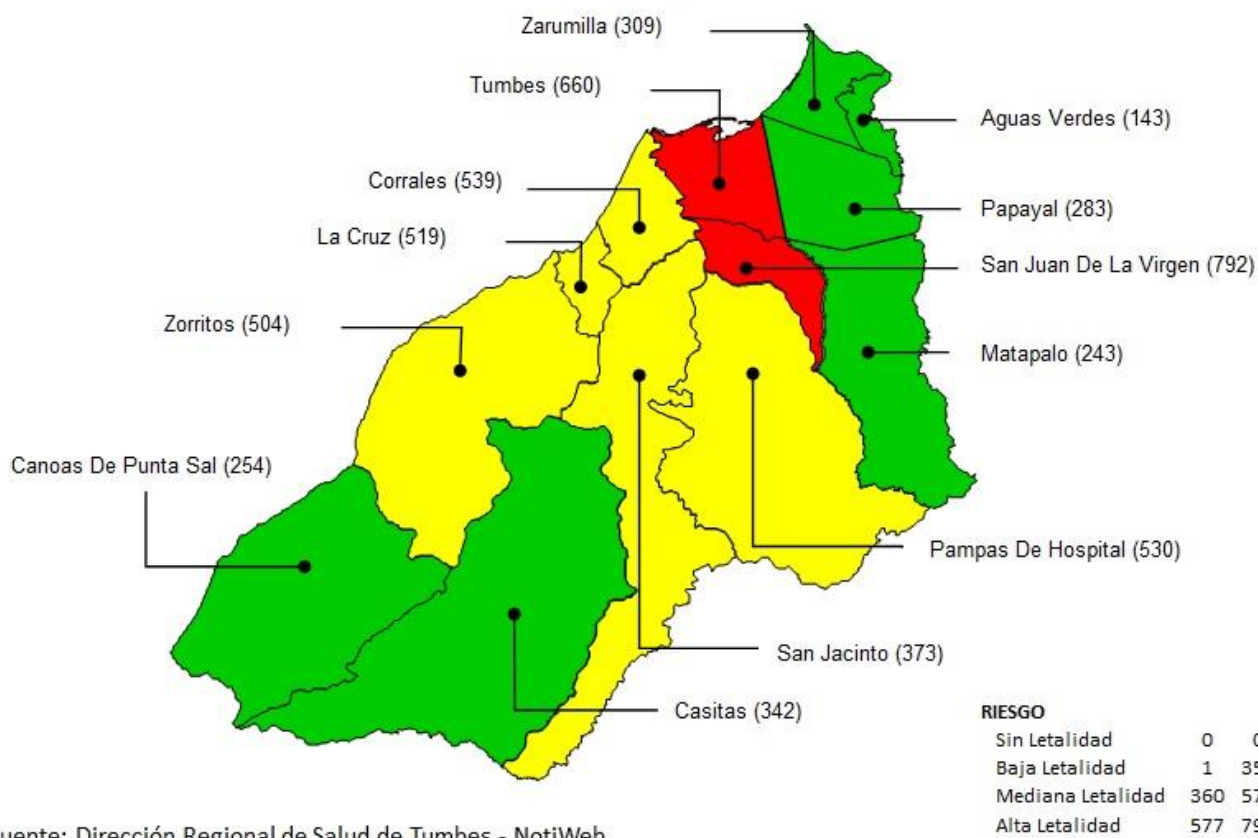 Zarumilla (309)
Tumbes (660)
Aguas Verdes (143)
Corrales (539)
Papayal (283)
La Cruz (519)
San Juan De La Virgen (792)
Zorritos (504)
Matapalo (243)
Canoas De Punta Sal (254)
Pampas De Hospital (530)
San Jacinto (373)
Casitas (342)
RIESGO
Sin Letalidad 0
Baja Letalidad 1
Mediana Letalidad 360
Alta Letalidad 577
Dirección Regional de Salud de Tumbes - NotiWeb